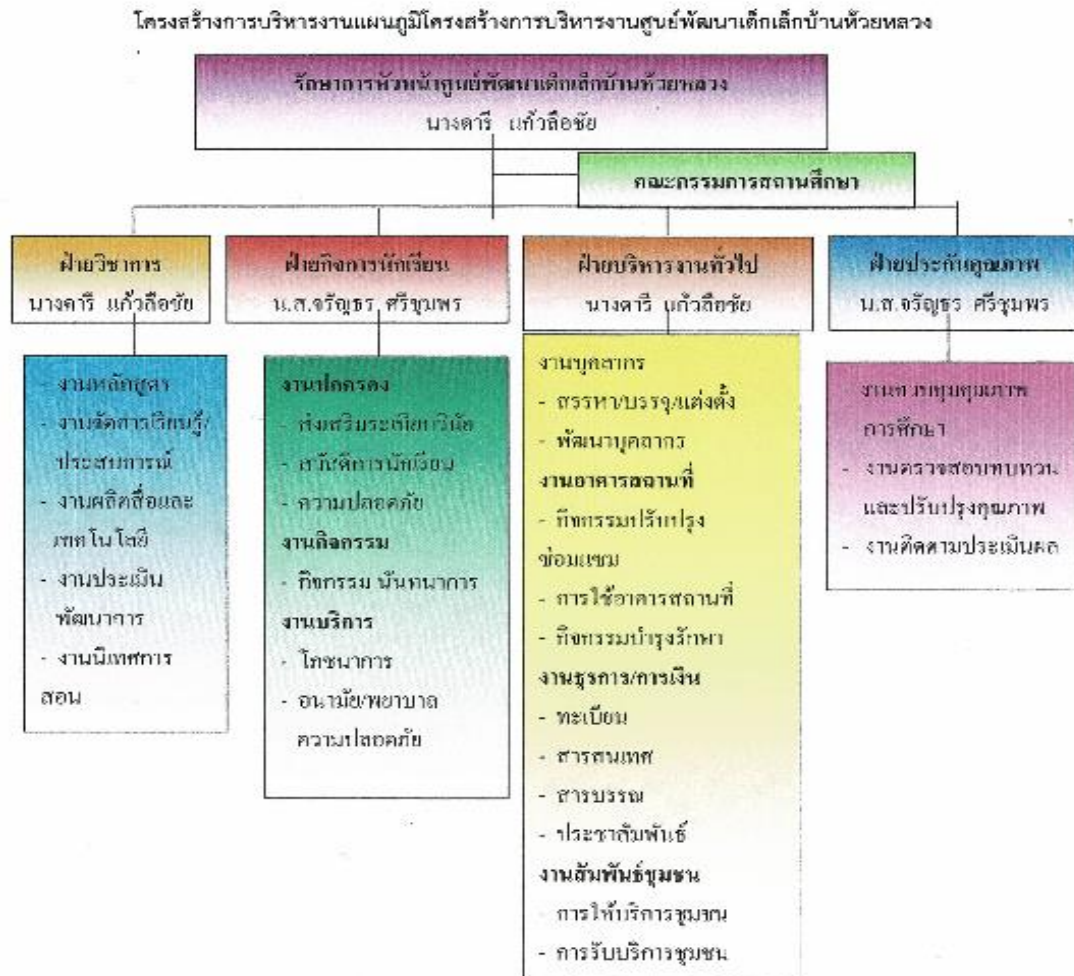 โครงสร้างการบริหารงานแผนภูมิโครงสร้างการบริหารงานศูนย์พัฒนาเด็กเล็กบ้านห้วยหลวง
รักษาการหัวหน้าศูนย์พัฒนาเด็กเล็กบ้านห้วยหลวง
นางดารี แก้วลือชัย
คณะกรรมการสถานศึกษา
ฝ่ายวิชาการ
นางดารี แก้วลือชัย
- งานหลักสูตร
- งานจัดการเรียนรู้/
ประสบการณ์
- งานผลิตสื่อและ
เทคโนโลยี
- งานประเมิน
พัฒนาการ
- งานนิเทศการ
สอน
ฝ่ายกิจการนักเรียน
น.ส.จรัญธร ศรีชุมพร
งานปกครอง
- ส่งเสริมระเบียบวินัย
- สวัสดิการนักเรียน
- ความปลอดภัย
งานกิจกรรม
- กิจกรรม นันทนาการ
งานบริการ
- โภชนาการ
- อนามัย/พยาบาล
ความปลอดภัย
ฝ่ายบริหารงานทั่วไป
นางดารี แก้วลือชัย
งานบุคลากร
- สรรหา/บรรจุ/แต่งตั้ง
- พัฒนาบุคลากร
งานอาคารสถานที่
- กิจกรรมปรับปรุง
ซ่อมแซม
- การใช้อาคารสถานที่
- กิจกรรมบำรุงรักษา
งานธุรการ/การเงิน
- ทะเบียน
- สารสนเทศ
- สารบรรณ
- ประชาสัมพันธ์
งานสัมพันธ์ชุมชน
- การให้บริการชุมชน
- การรับบริการชุมชน
ฝ่ายประกันคุณภาพ
น.ส.จรัญธร ศรีชุมพร
- งานควบคุมคุณภาพ
การศึกษา
- งานตรวจสอบทบทวน
และปรับปรุงคุณภาพ
- งานติดตามประเมินผล